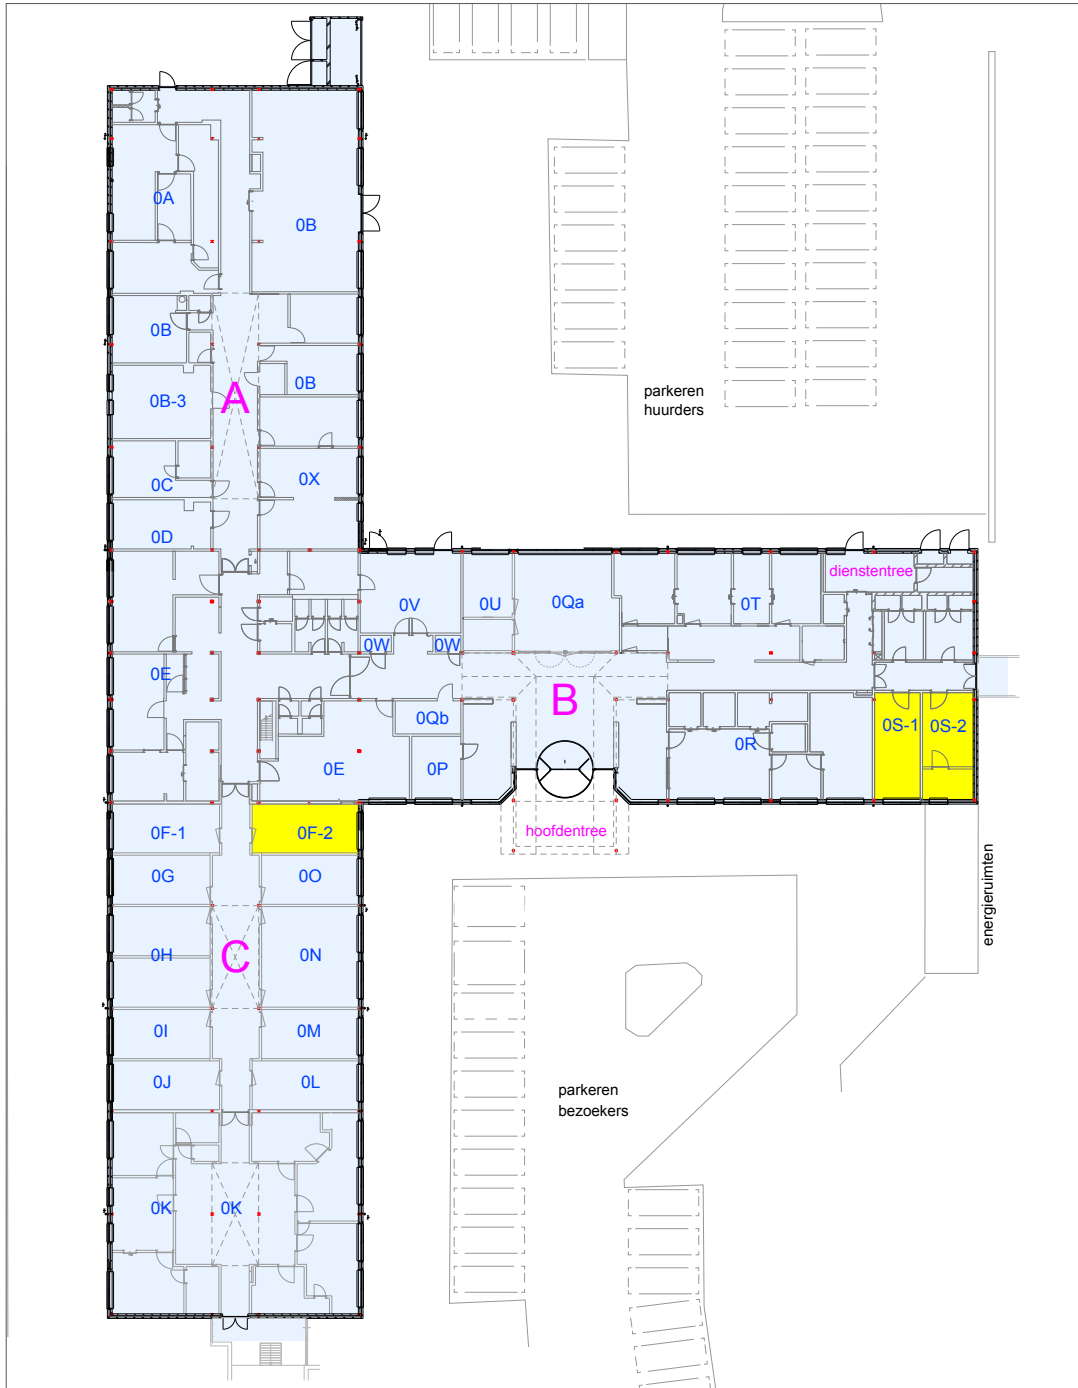 parkeren
huurders
0A
0B
0B
0B
0B-3
A
0X
0C
0D
dienstentree
0V
0U
0Qa
0T
0W
0W
0E
B
0Qb
0R
0S-1
0S-2
0E
0P
hoofdentree
0F-1
0F-2
0G
0O
energieruimten
0H
C
0N
0I
0M
0J
0L
parkeren
bezoekers
0K
0K